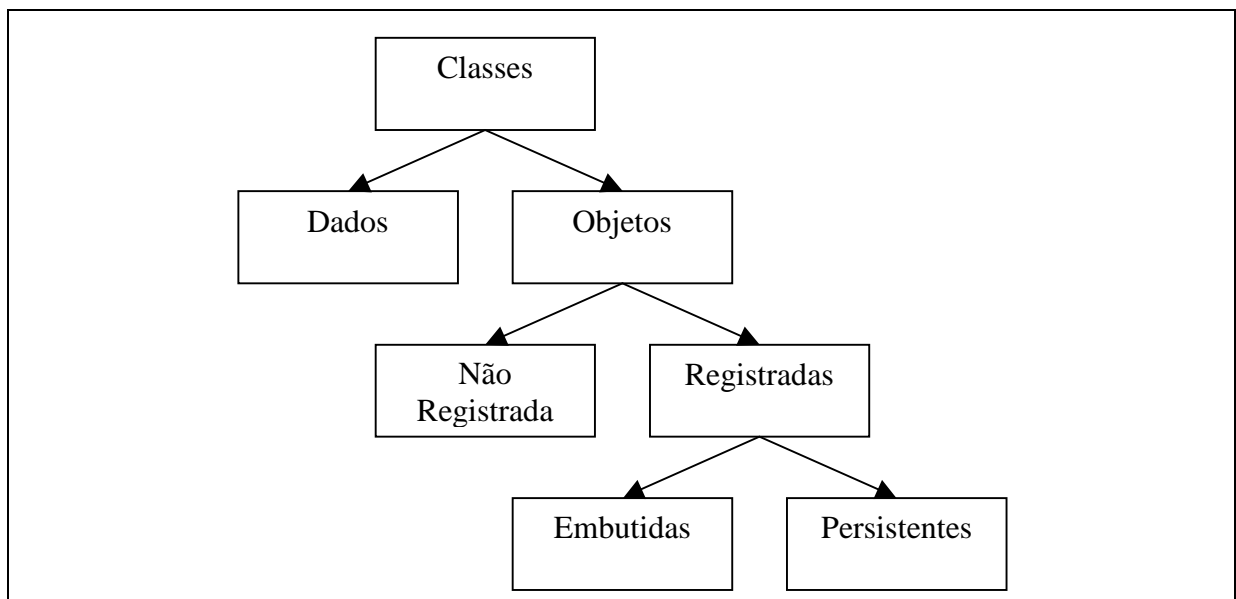 Classes
Dados
Objetos
Não
Registrada
Registradas
Embutidas
Persistentes